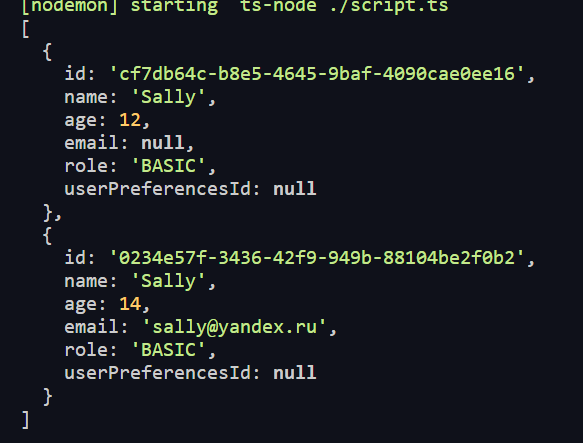 [nodemon] starting `ts-node ./script.ts`
[
{
id: 'cf7db64c-b8e5-4645-9baf-4090cae0ee16',
name: 'Sally',
age: 12,
email: null,
role: 'BASIC',
userPreferencesId: null
},
{
id: '0234e57f-3436-42f9-949b-88104be2f0b2',
name: 'Sally',
age: 14,
email: 'sally@yandex.ru',
role: 'BASIC',
userPreferencesId: null
}
]